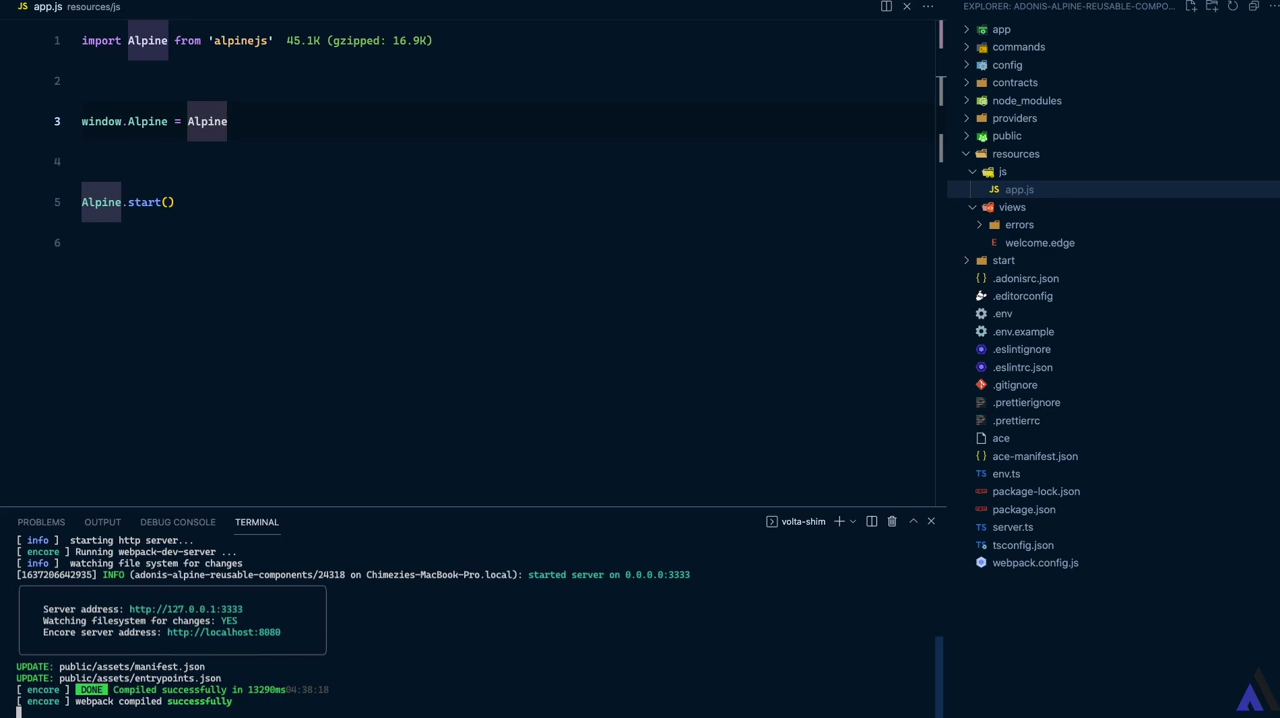 JS app.js resources/js
1 import Alpine from 'alpinejs' 45.1K (gzipped: 16.9K)
2
3 window.Alpine = Alpine
4
5 Alpine.start()
6
PROBLEMS OUTPUT DEBUG CONSOLE TERMINAL
volta-shim
[ info ] starting http server...
[ encore ] Running webpack-dev-server ...
[ info ] watching file system for changes
[1637206642935] INFO (adonis-alpine-reusable-components/24318 on Chimezies-MacBook-Pro.local): started server on 0.0.0.0:3333
Server address: http://127.0.0.1:3333
Watching filesystem for changes: YES
Encore server address: http://localhost:8080
UPDATE: public/assets/manifest.json
UPDATE: public/assets/entrypoints.json
[ encore ] DONE Compiled successfully in 13290ms04:38:18
[ encore ] webpack compiled successfully
EXPLORER: ADONIS-ALPINE-REUSABLE-COMPO...
app
commands
config
contracts
node_modules
providers
public
resources
js
JS app.js
views
errors
E welcome.edge
start
{ } .adonisrc.json
.editorconfig
.env
.env.example
.eslintignore
.eslintrc.json
.gitignore
.prettierignore
.prettierrc
ace
{ } ace-manifest.json
TS env.ts
package-lock.json
package.json
TS server.ts
TS tsconfig.json
webpack.config.js